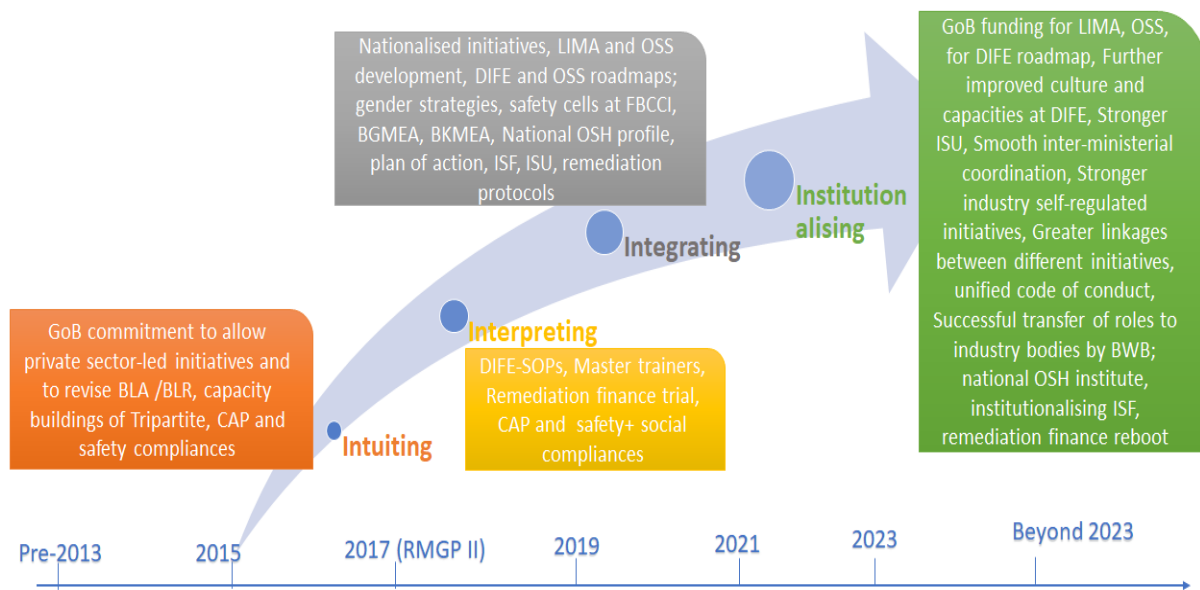 Nationalised initiatives, LIMA and OSS
development, DIFE and OSS roadmaps;
gender strategies, safety cells at FBCCI,
BGMEA, BKMEA, National OSH profile,
plan of action, ISF, ISU, remediation
protocols
GoB funding for LIMA, OSS,
for DIFE roadmap, Further
improved culture and
capacities at DIFE, Stronger
ISU, Smooth inter-ministerial
coordination, Stronger
industry self-regulated
initiatives, Greater linkages
between different initiatives,
unified code of conduct,
Successful transfer of roles to
industry bodies by BWB;
national OSH institute,
institutionalising ISF,
remediation finance reboot
Institution
alising
Integrating
Interpreting
GoB commitment to allow
private sector-led initiatives and
to revise BLA /BLR, capacity
buildings of Tripartite, CAP and
safety compliances
Intuiting
DIFE-SOPs, Master trainers,
Remediation finance trial,
CAP and safety+ social
compliances
Pre-2013
2015
2017 (RMGP II)
2019
2021
2023
Beyond 2023